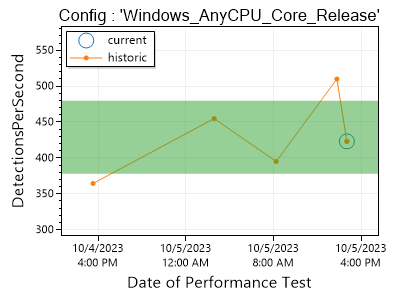 Config : 'Windows_AnyCPU_Core_Release'
current
historic
DetectionsPerSecond
550
500
450
400
350
300
10/4/2023 10/5/2023 10/5/2023 10/5/2023
4:00 PM 12:00 AM 8:00 AM 4:00 PM
Date of Performance Test